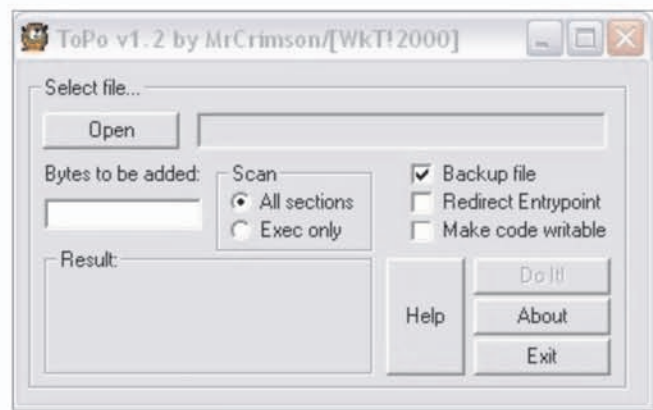 ToPo v1.2 by MrCrimson/[WkT!2000]
Select file...
Open
Bytes to be added:
Scan
All sections
Exec only
Backup file
Redirect Entrypoint
Make code writable
Result:
Help
Do It!
About
Exit